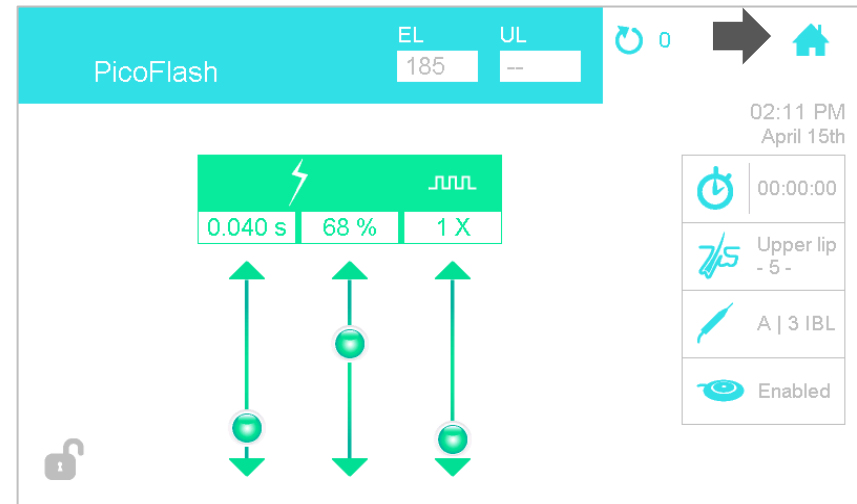 EL UL
PicoFlash 185 --
0
02:11 PM
April 15th
0.040 s 68 % 1 X
00:00:00
Upper lip
- 5 -
A | 3 IBL
Enabled